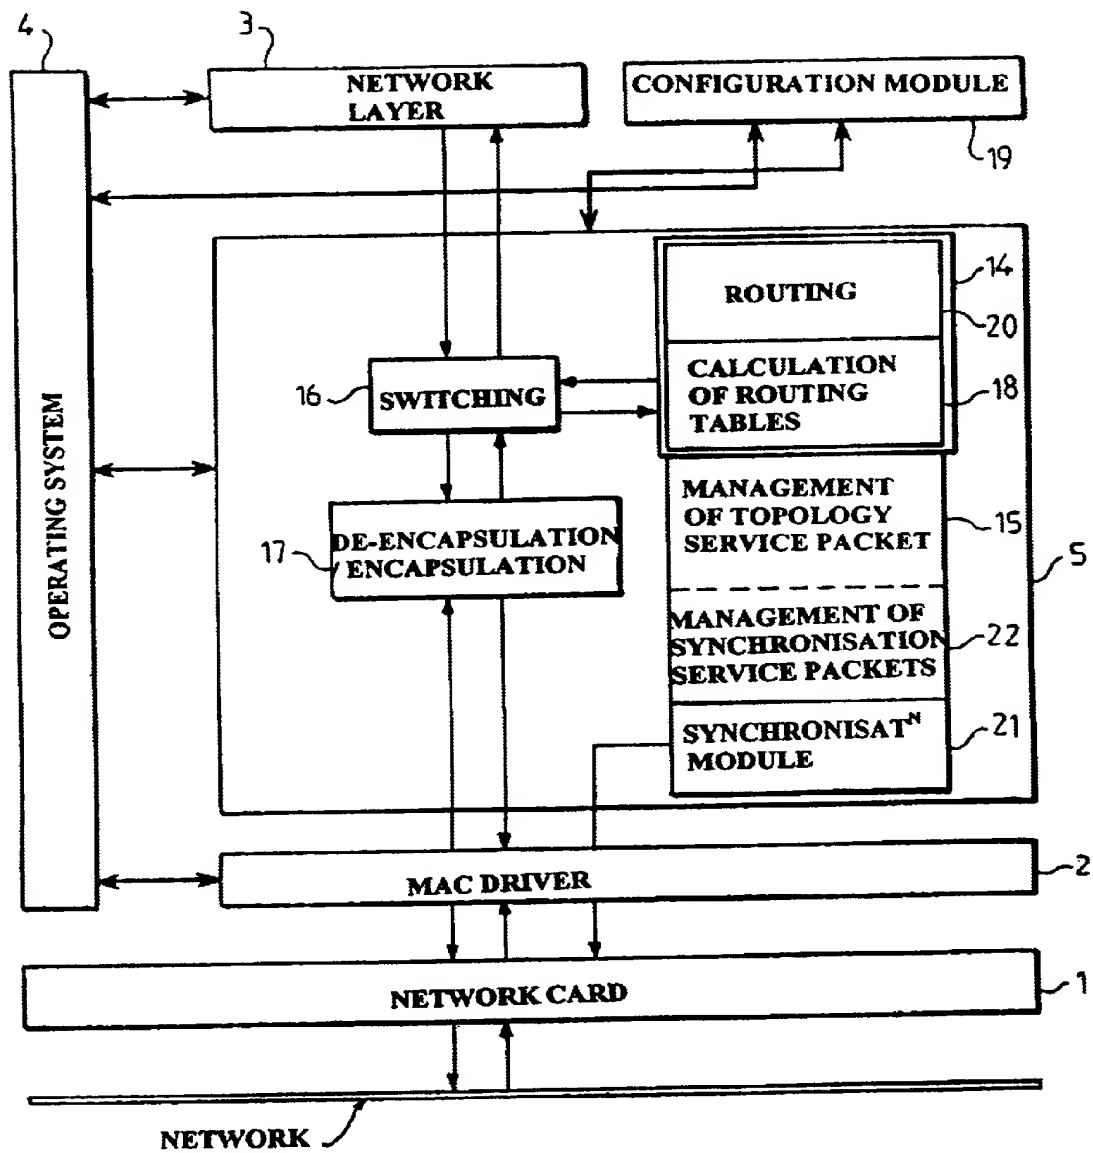 4
3
NETWORK
LAYER
CONFIGURATION MODULE
19
OPERATING SYSTEM
ROUTING
14
20
16
SWITCHING
CALCULATION
OF ROUTING
TABLES
18
MANAGEMENT
OF TOPOLOGY
SERVICE PACKET
15
5
17
DE-ENCAPSULATION
ENCAPSULATION
MANAGEMENT OF
SYNCHRONISATION
SERVICE PACKETS
22
SYNCHRONISATN
MODULE
21
MAC DRIVER
2
NETWORK CARD
1
NETWORK